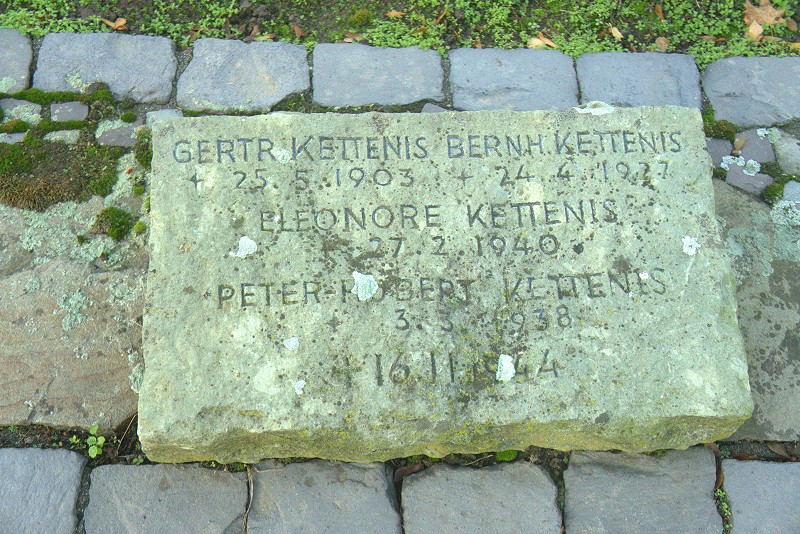 GERTR. KETTENIS BERNH. KETTENIS
+ 25. 5. 1903 + 24. 4. 1927
ELEONORE KETTENIS
+ 27. 2. 1940
PETER-HUBERT KETTENIS
3. 3. 1938
+ 16. 11. 1944